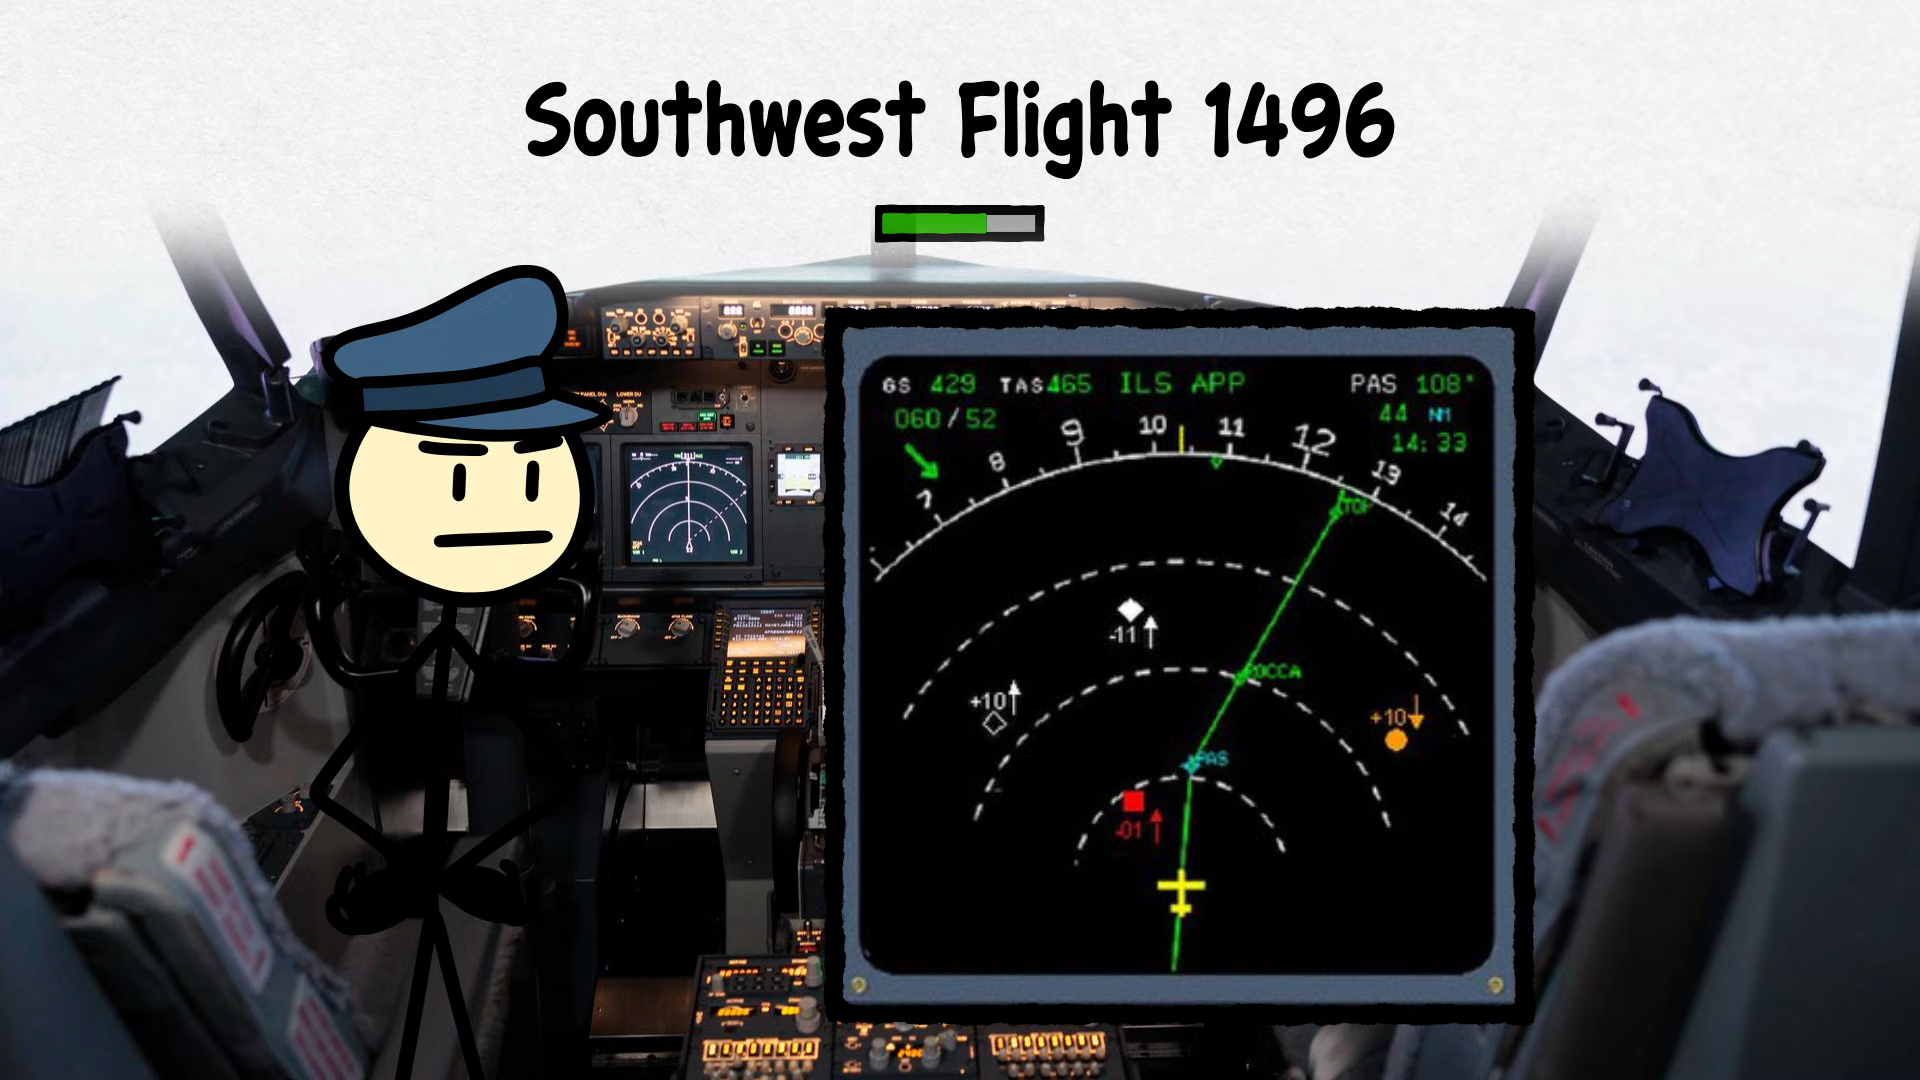 Southwest Flight 1496
GS 429 TAS465 ILS APP PAS 108°
060/52 44 NM
14:33
7 8 9 10 11 12 13 14
TOP
-11
ROCCA
+10
+10
PAS
-01